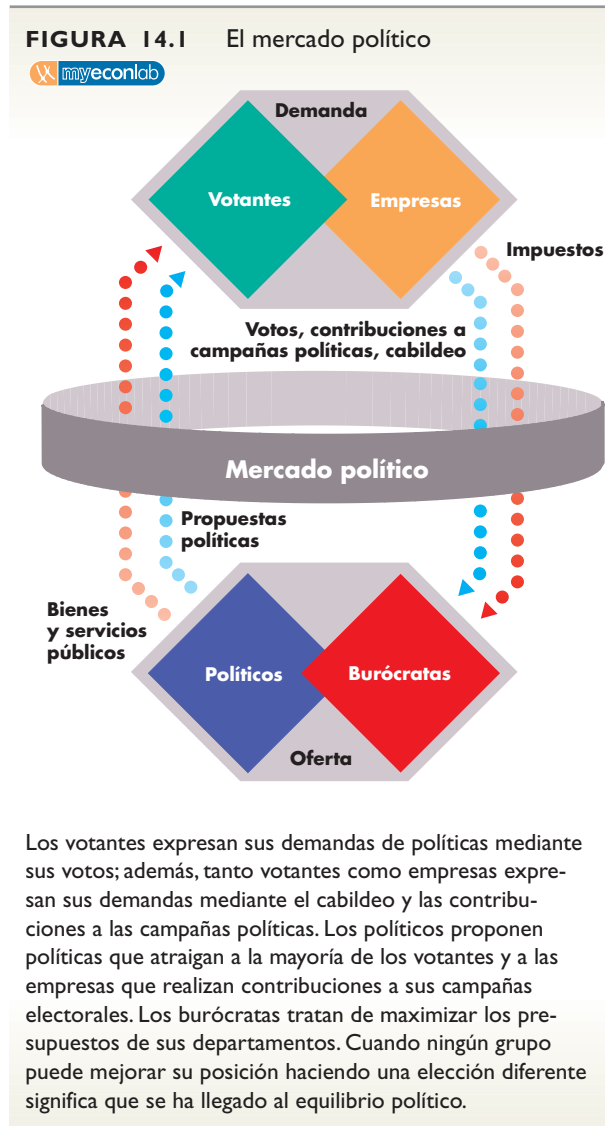 FIGURA 14.1 El mercado político
myeconlab
Demanda
Votantes
Empresas
Impuestos
Votos, contribuciones a
campañas políticas, cabildeo
Mercado político
Propuestas
políticas
Bienes
y servicios
públicos
Políticos
Burócratas
Oferta
Los votantes expresan sus demandas de políticas mediante
sus votos; además, tanto votantes como empresas expre-
san sus demandas mediante el cabildeo y las contribu-
ciones a las campañas políticas. Los políticos proponen
políticas que atraigan a la mayoría de los votantes y a las
empresas que realizan contribuciones a sus campañas
electorales. Los burócratas tratan de maximizar los pre-
supuestos de sus departamentos. Cuando ningún grupo
puede mejorar su posición haciendo una elección diferente
significa que se ha llegado al equilibrio político.